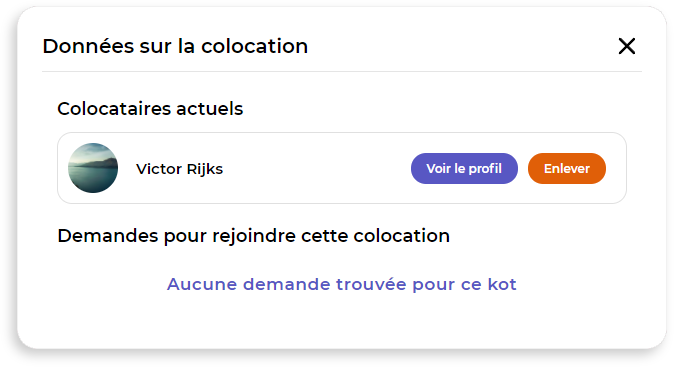 Données sur la colocation
Colocataires actuels
Victor Rijks
Voir le profil
Enlever
Demandes pour rejoindre cette colocation
Aucune demande trouvée pour ce kot